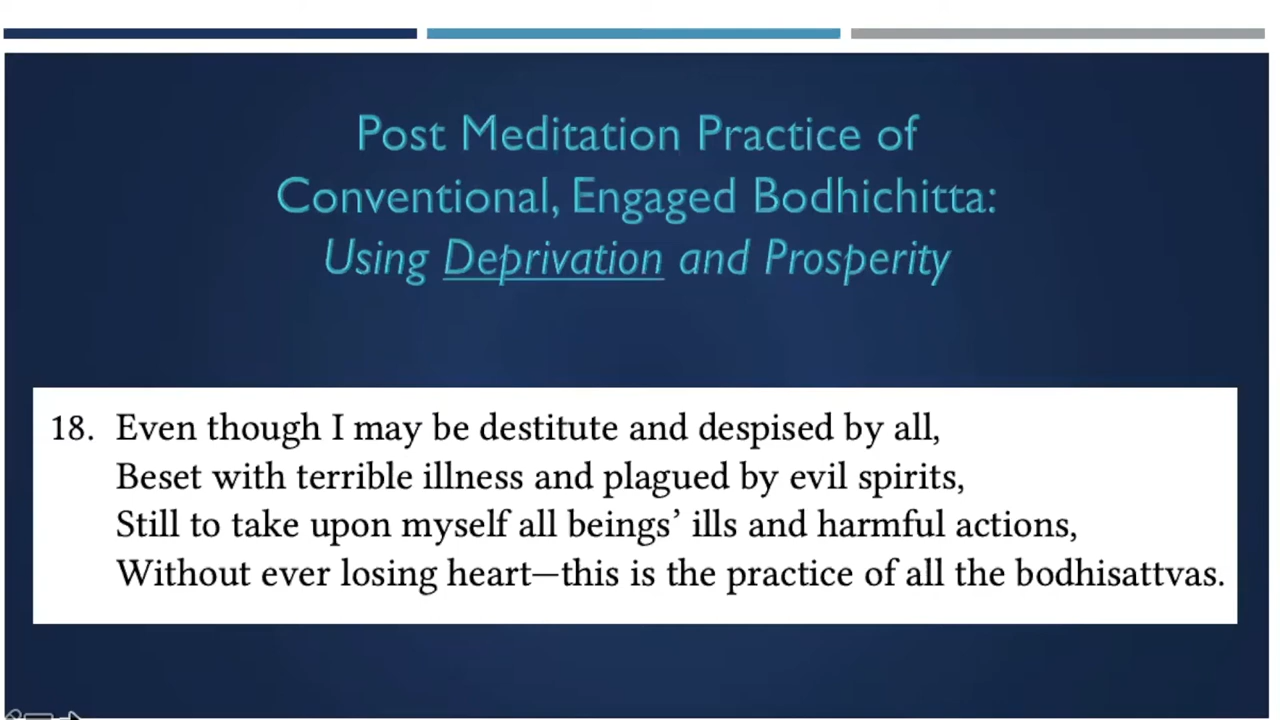 Post Meditation Practice of
Conventional, Engaged Bodhichitta:
Using Deprivation and Prosperity
18. Even though I may be destitute and despised by all,
Beset with terrible illness and plagued by evil spirits,
Still to take upon myself all beings’ ills and harmful actions,
Without ever losing heart—this is the practice of all the bodhisattvas.